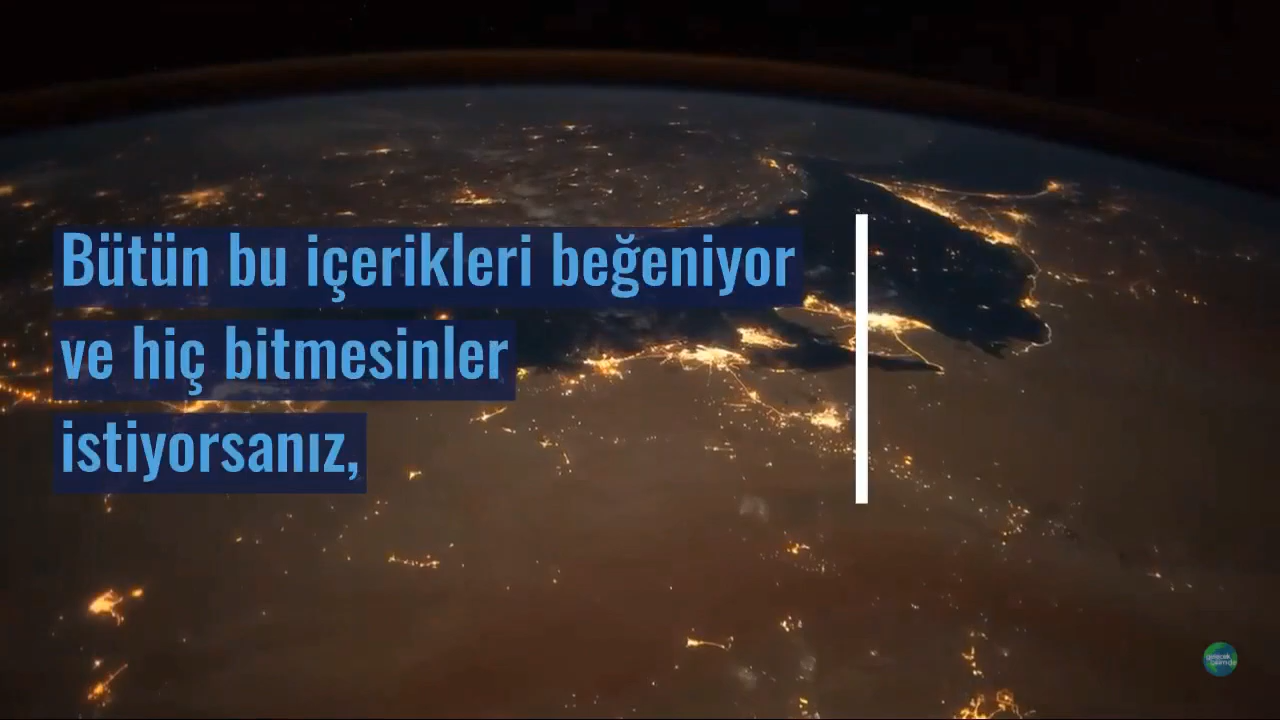 Bütün bu içerikleri beğeniyor
ve hiç bitmesinler
istiyorsanız,